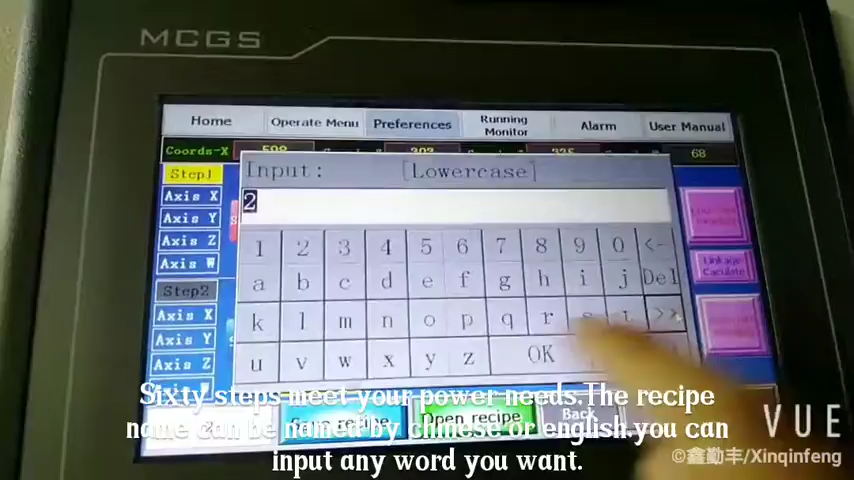 MCGS
Home Operate Menu Preferences Running Monitor Alarm User Manual
Coords-X 598 303 335 68
Step1
Input: [Lowercase]
2
Axis X
Axis Y
Axis Z
Axis W
Step2
Axis X
Axis Y
Axis Z
1 2 3 4 5 6 7 8 9 0 <-
a b c d e f g h i j Del
k l m n o p q r s t >>
u v w x y z OK
Linkage Caculate
Open recipe Back
Sixty steps meet your power needs.The recipe
name can be named by chinese or english.you can
input any word you want.
VUE
©鑫勤丰/Xinqinfeng